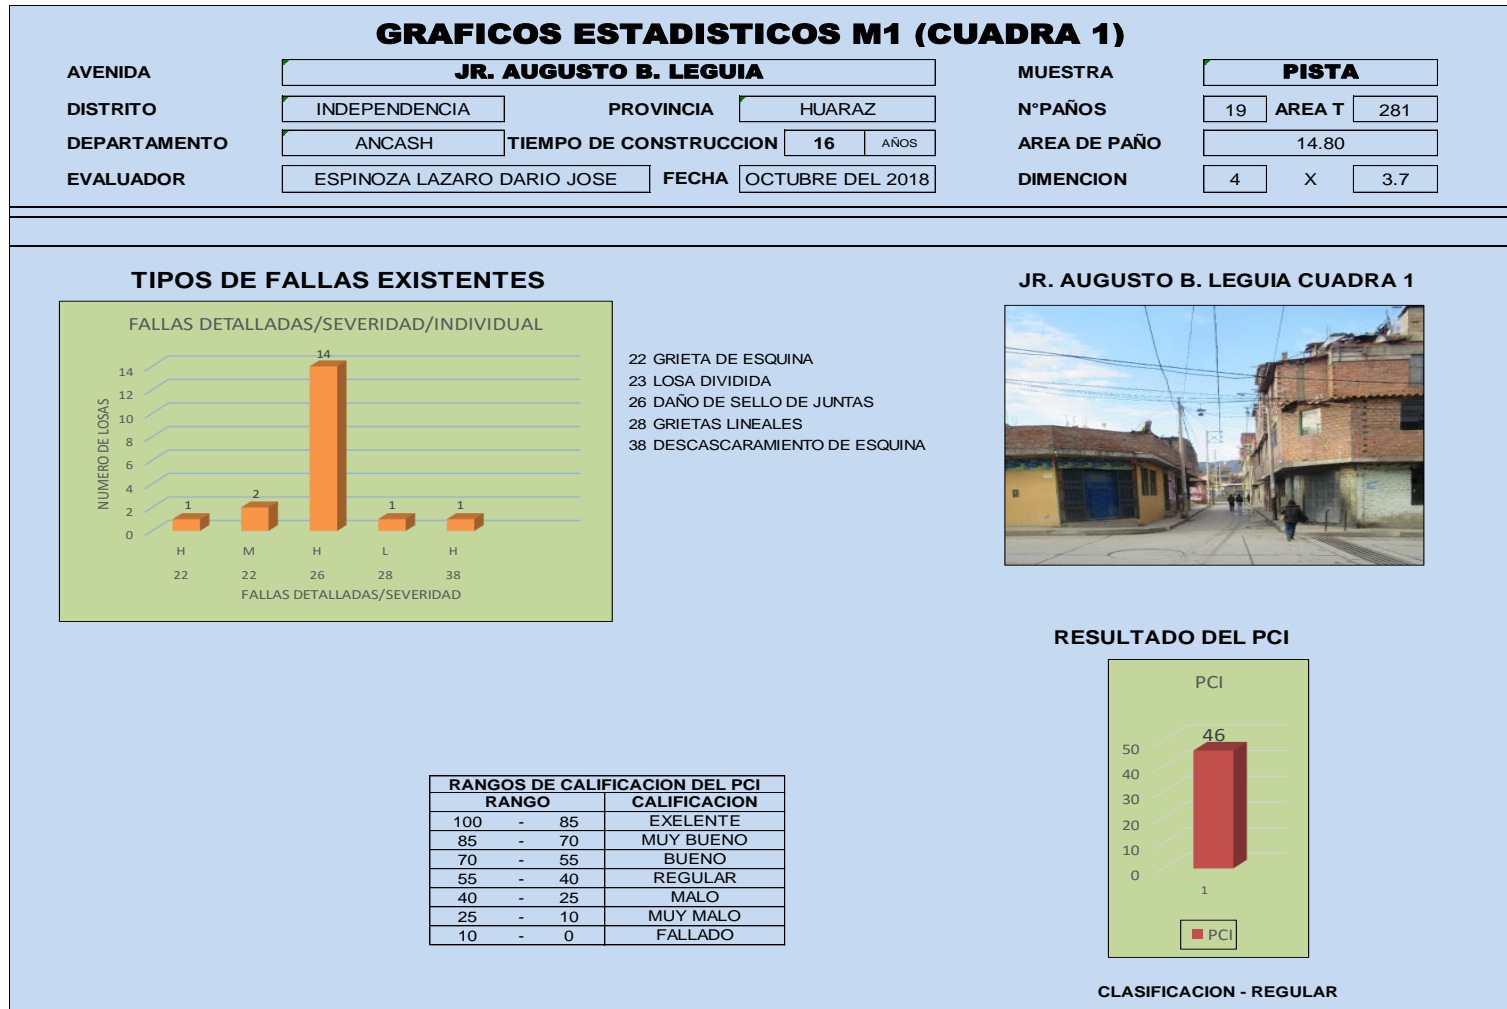 GRAFICOS ESTADISTICOS M1 (CUADRA 1)
AVENIDA JR. AUGUSTO B. LEGUIA MUESTRA PISTA
DISTRITO INDEPENDENCIA PROVINCIA HUARAZ N°PAÑOS 19 AREA T 281
DEPARTAMENTO ANCASH TIEMPO DE CONSTRUCCION 16 AÑOS AREA DE PAÑO 14.80
EVALUADOR ESPINOZA LAZARO DARIO JOSE FECHA OCTUBRE DEL 2018 DIMENCION 4 X 3.7
TIPOS DE FALLAS EXISTENTES
FALLAS DETALLADAS/SEVERIDAD/INDIVIDUAL
NUMERO DE LOSAS
14
12
10
8
6
4
2
0
1 2 14 1 1
H M H L H
22 22 26 28 38
FALLAS DETALLADAS/SEVERIDAD
22 GRIETA DE ESQUINA
23 LOSA DIVIDIDA
26 DAÑO DE SELLO DE JUNTAS
28 GRIETAS LINEALES
38 DESCASCARAMIENTO DE ESQUINA
JR. AUGUSTO B. LEGUIA CUADRA 1
RANGOS DE CALIFICACION DEL PCI
RANGO CALIFICACION
100 - 85 EXELENTE
85 - 70 MUY BUENO
70 - 55 BUENO
55 - 40 REGULAR
40 - 25 MALO
25 - 10 MUY MALO
10 - 0 FALLADO
RESULTADO DEL PCI
PCI
46
50
40
30
20
10
0
1
PCI
CLASIFICACION - REGULAR